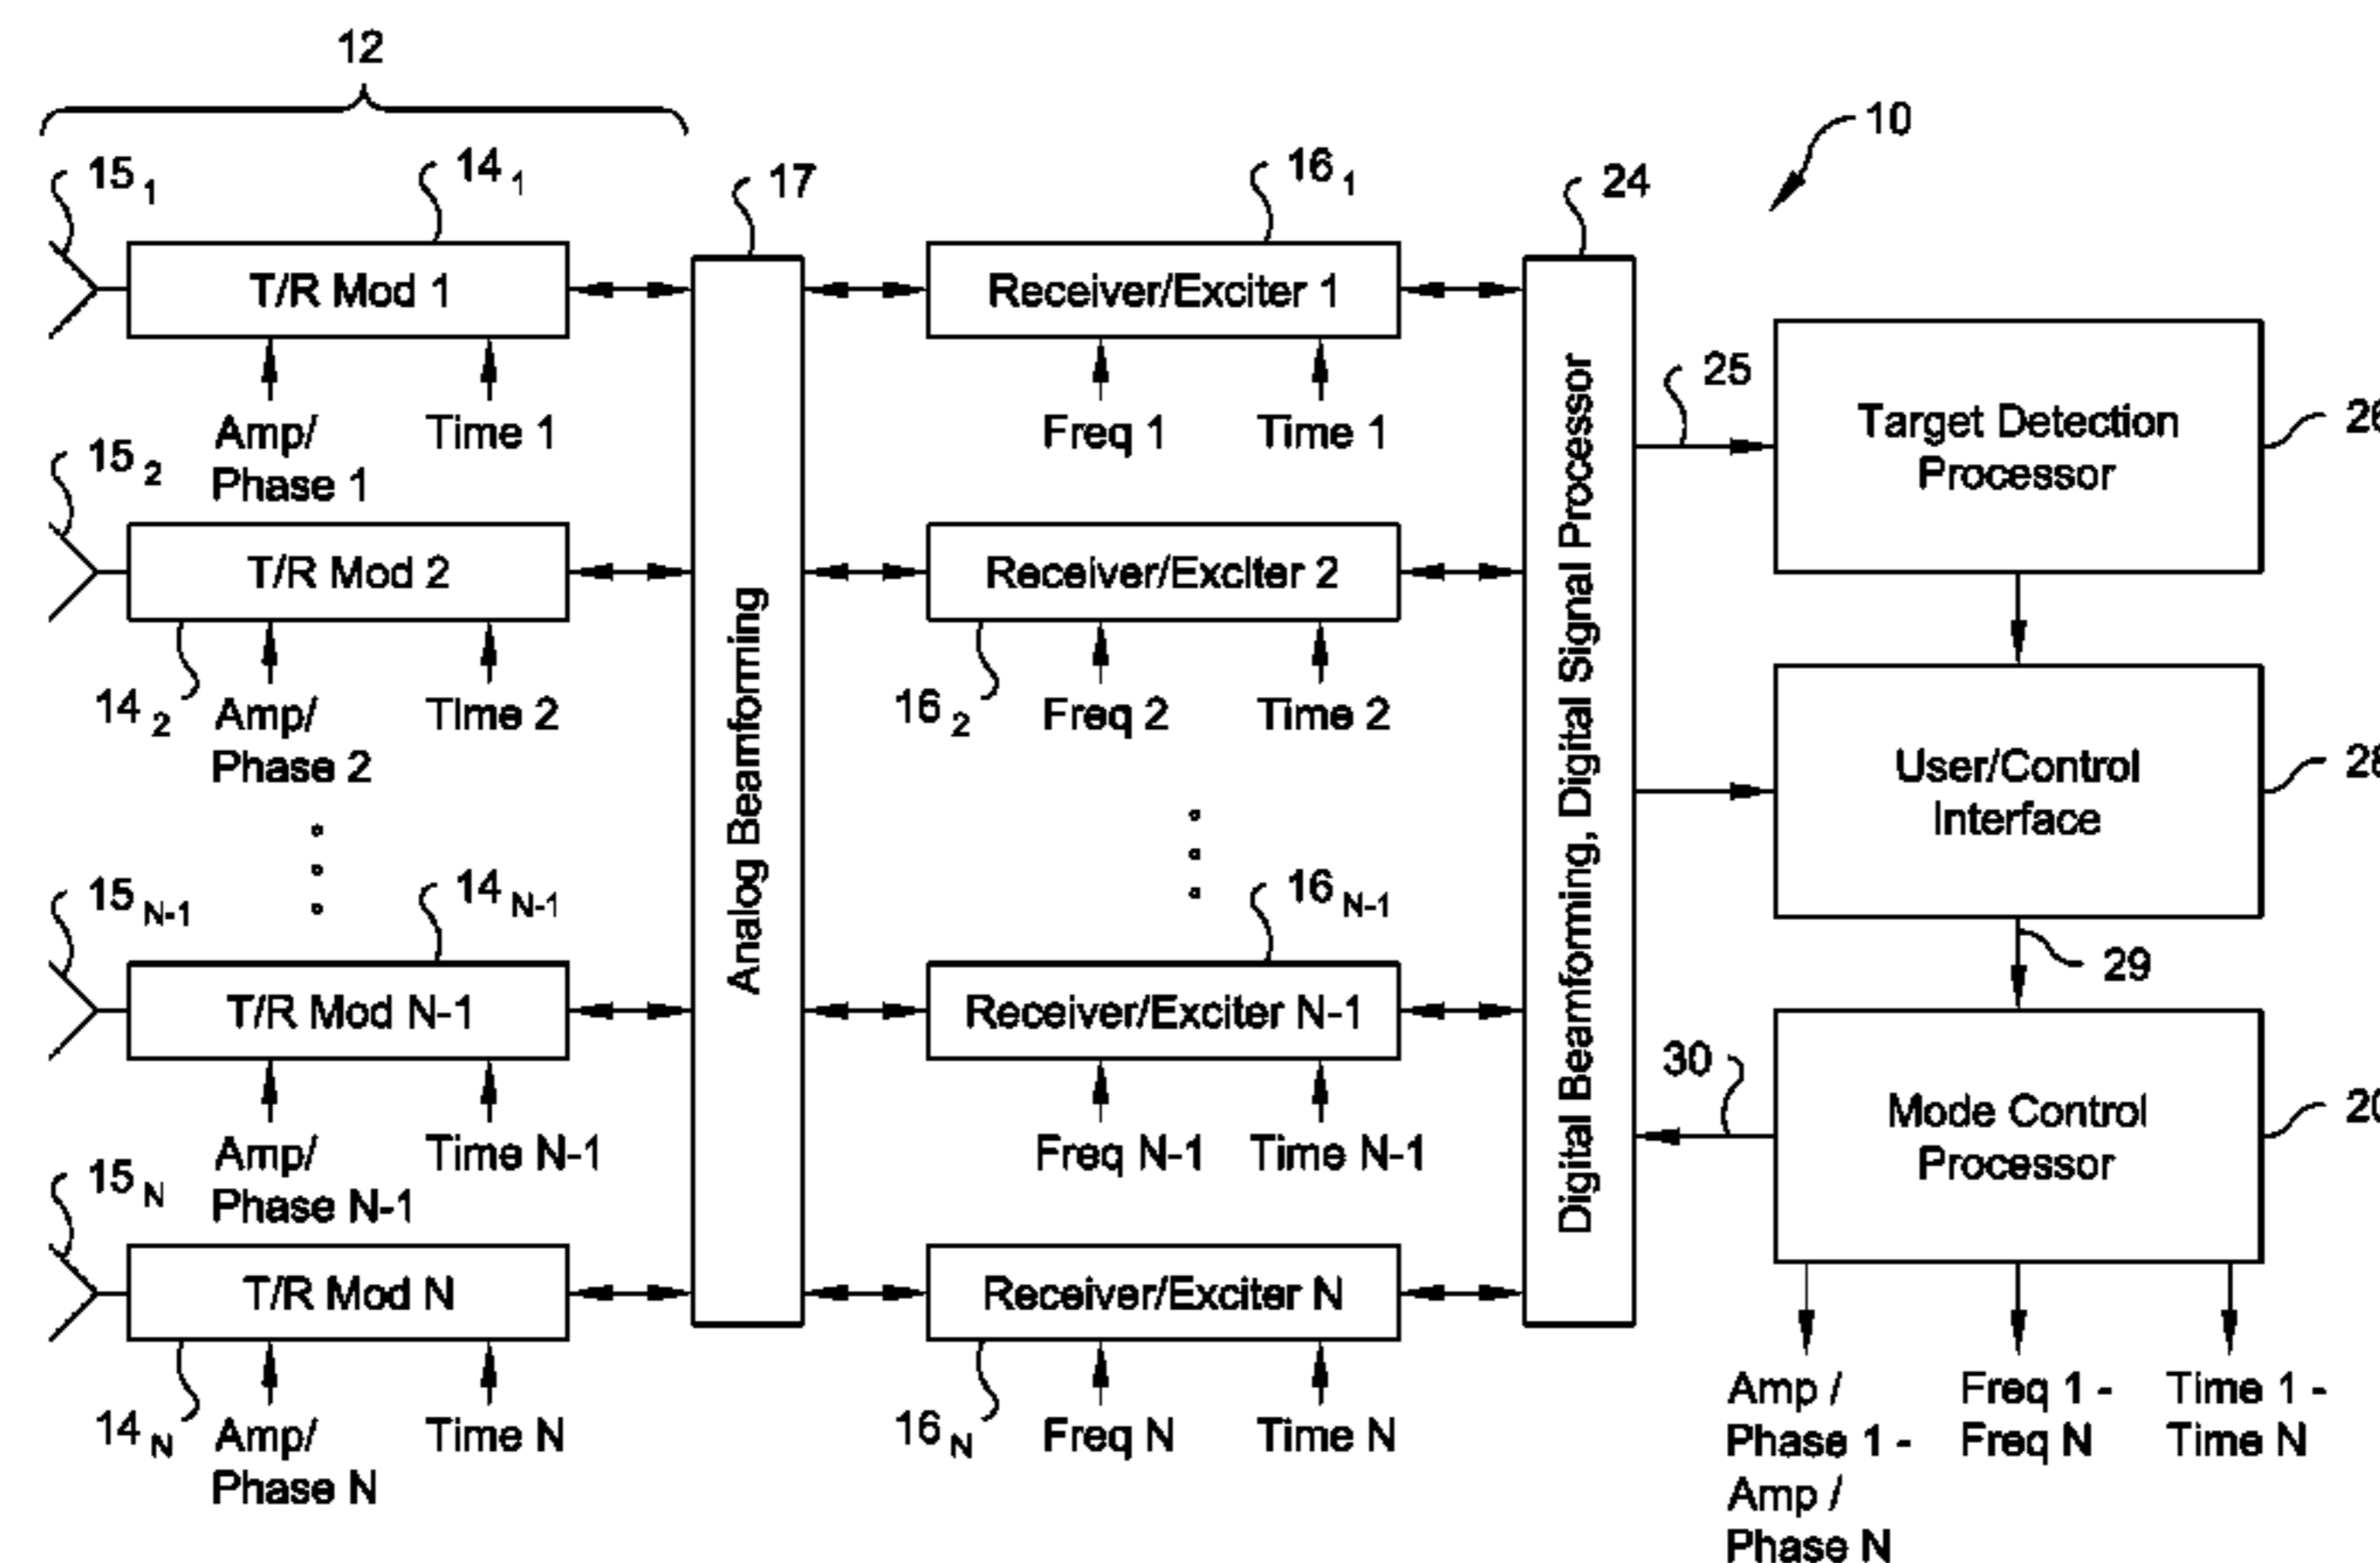 12
10
15 1
14 1
17
16 1
24
T/R Mod 1
Receiver/Exciter 1
Amp/
Phase 1
Time 1
Freq 1
Time 1
25
Target Detection
Processor
26
15 2
T/R Mod 2
Receiver/Exciter 2
14 2
Amp/
Phase 2
Time 2
16 2
Freq 2
Time 2
Analog Beamforming
Digital Beamforming, Digital Signal Processor
User/Control
Interface
28
29
15 N-1
14 N-1
16 N-1
T/R Mod N-1
Receiver/Exciter N-1
Amp/
Phase N-1
Time N-1
Freq N-1
Time N-1
30
Mode Control
Processor
20
15 N
T/R Mod N
Receiver/Exciter N
14 N
Amp/
Phase N
Time N
16 N
Freq N
Time N
Amp /
Phase 1 -
Amp /
Phase N
Freq 1 -
Freq N
Time 1 -
Time N